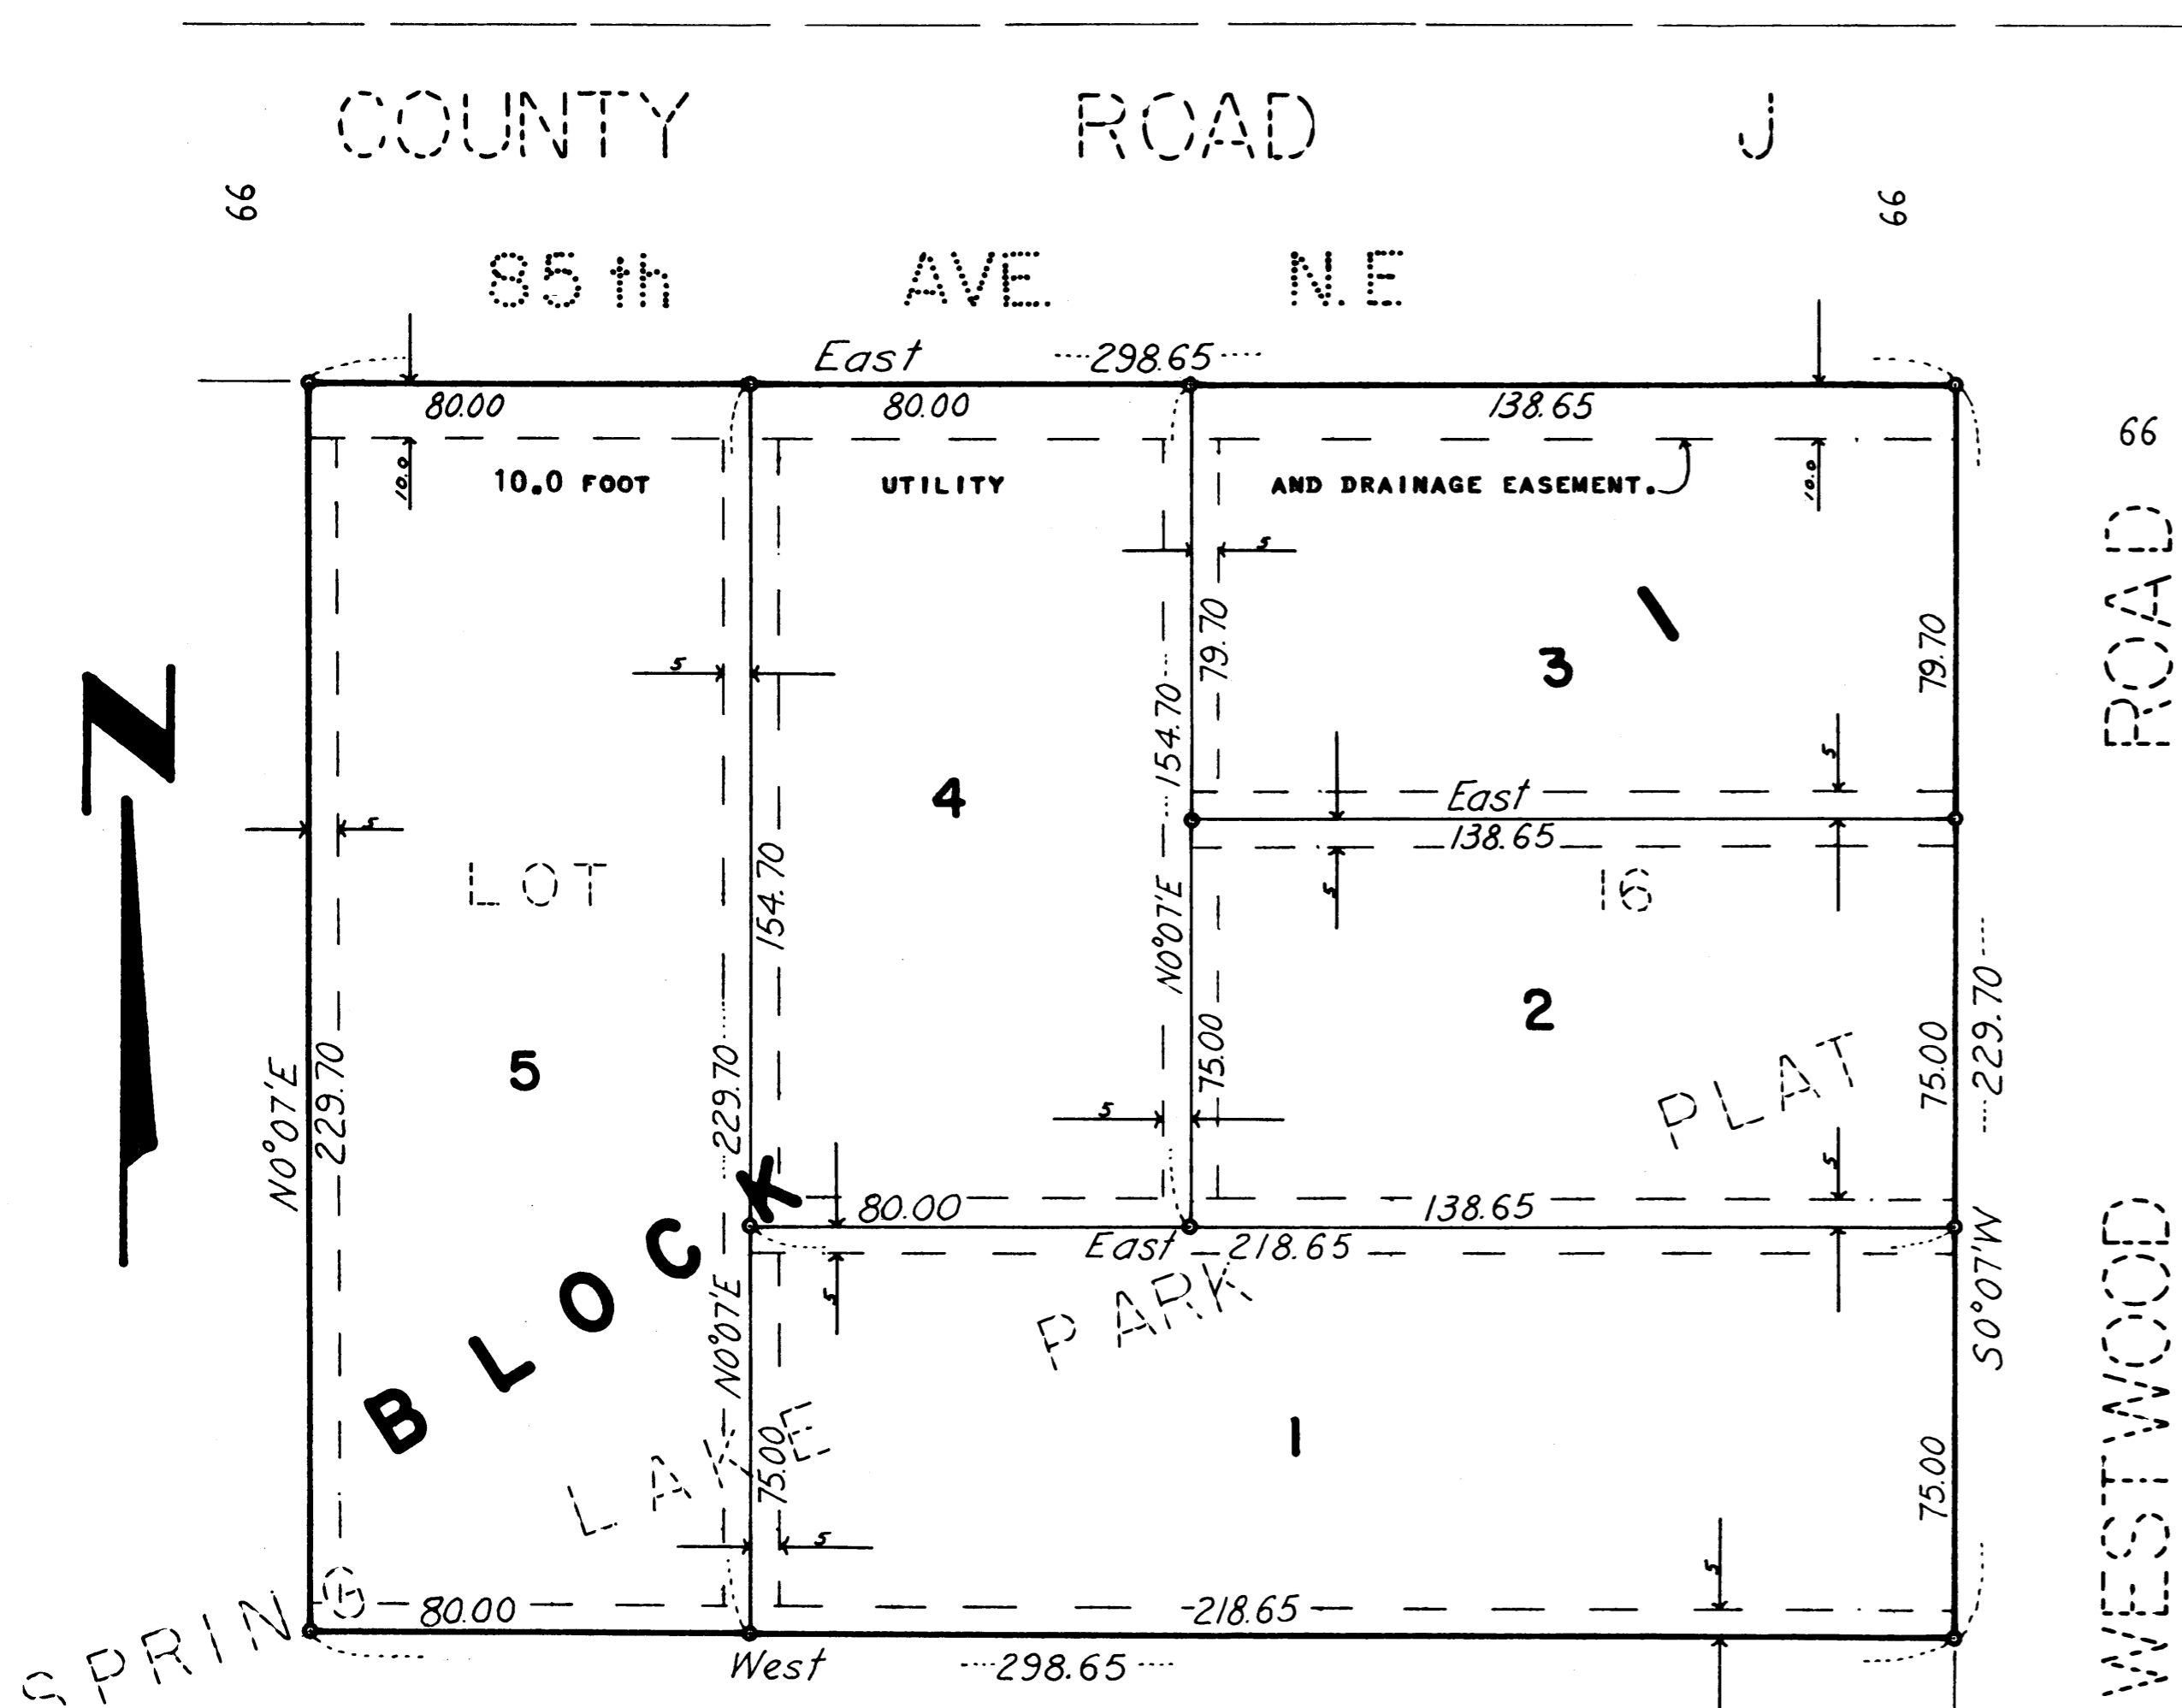 COUNTY ROAD J
66
66
85 th AVE. N.E
East 298.65
80.00
80.00
138.65
66
10.0
10.0 FOOT UTILITY AND DRAINAGE EASEMENT.
10.0
ROAD
5
1
79.70
79.70
3
5
N
154.70
5
4
East
138.65
5
5
154.70
LOT
16
N0°07'E
2
229.70
75.00
75.00
5
N0°07'E
229.70
229.70
PLAT
5
5
80.00
138.65
East 218.65
S0°07'W
WESTWOOD
BLOCK
N0°07'E
5
PARK
1
75.00
75.00
LAKE
5
5
SPRING
80.00
218.65
West 298.65